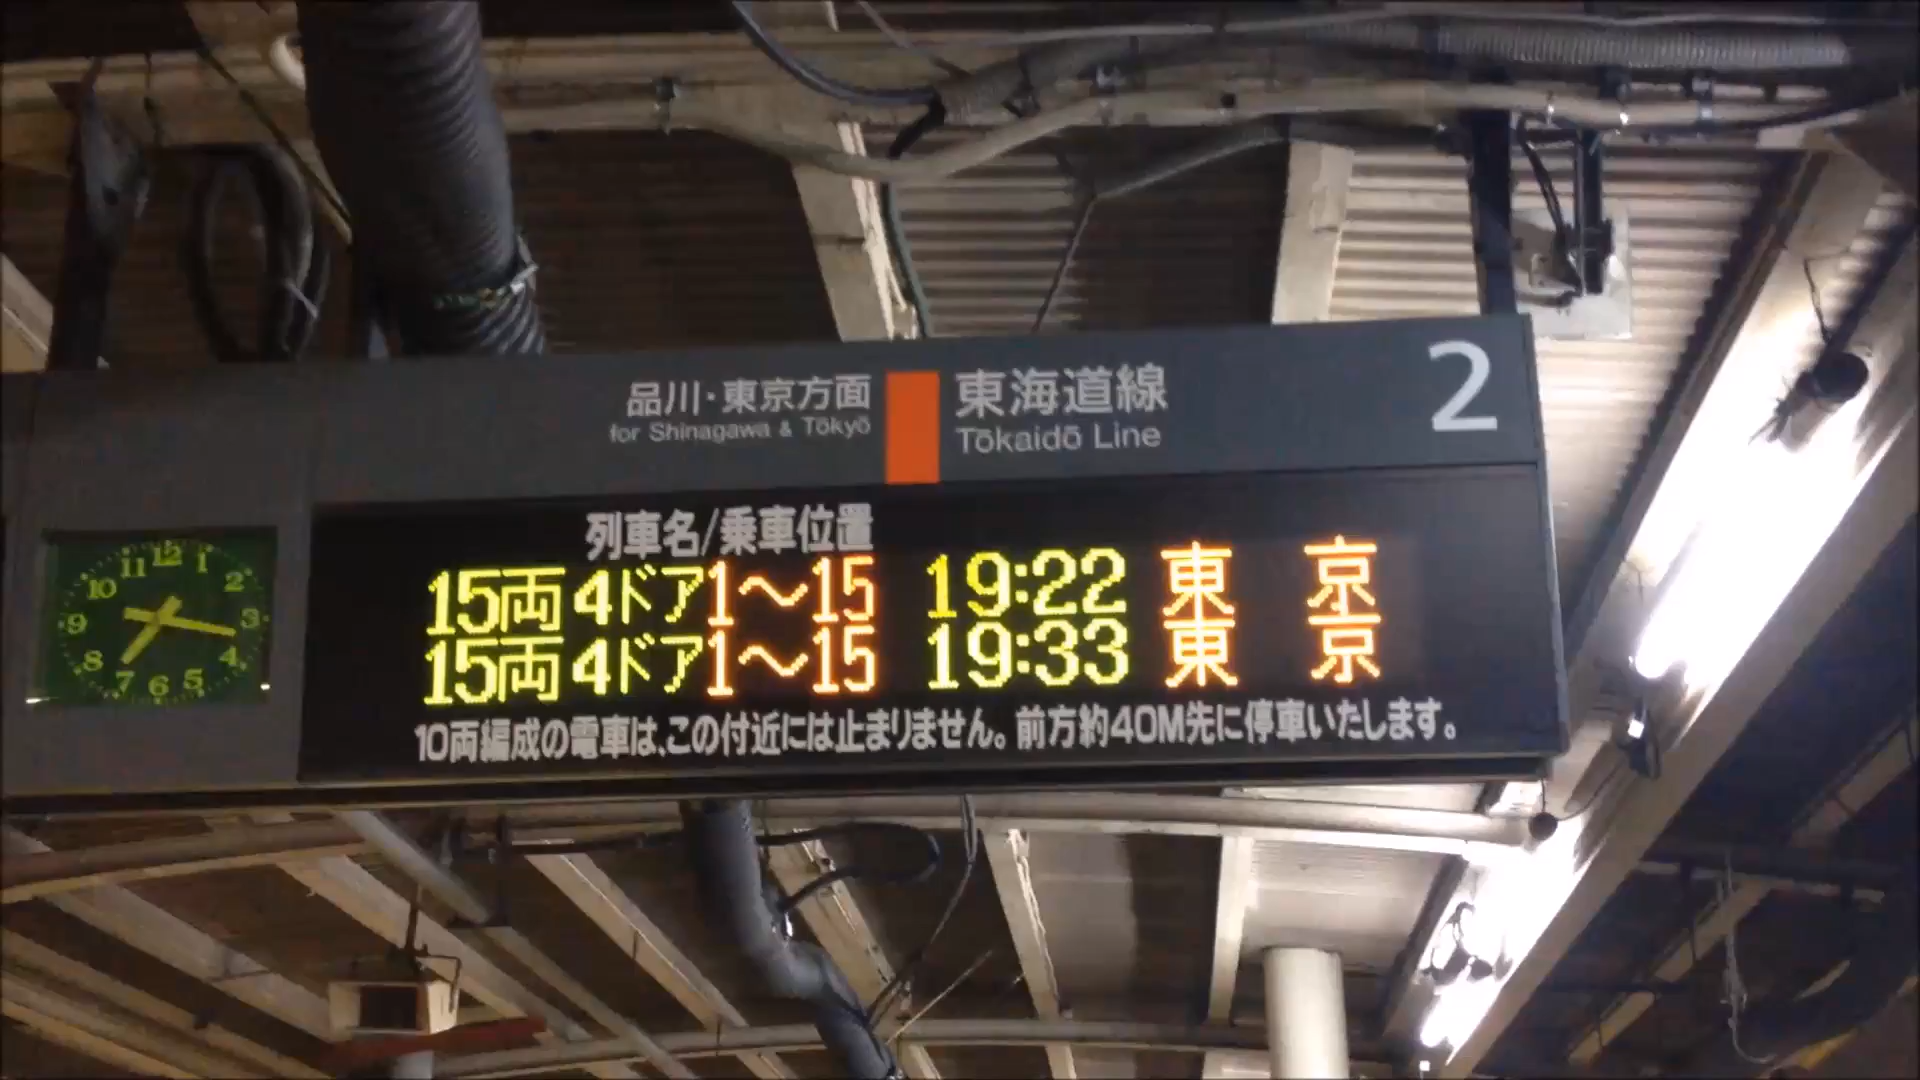 品川・東京方面
for Shinagawa & Tōkyō
東海道線
Tōkaidō Line
2
列車名/乗車位置
15両4ドア1〜15 19:22 東京
15両4ドア1〜15 19:33 東京
10両編成の電車は、この付近には止まりません。前方約40M先に停車いたします。
12
1
2
3
4
5
6
7
8
9
10
11